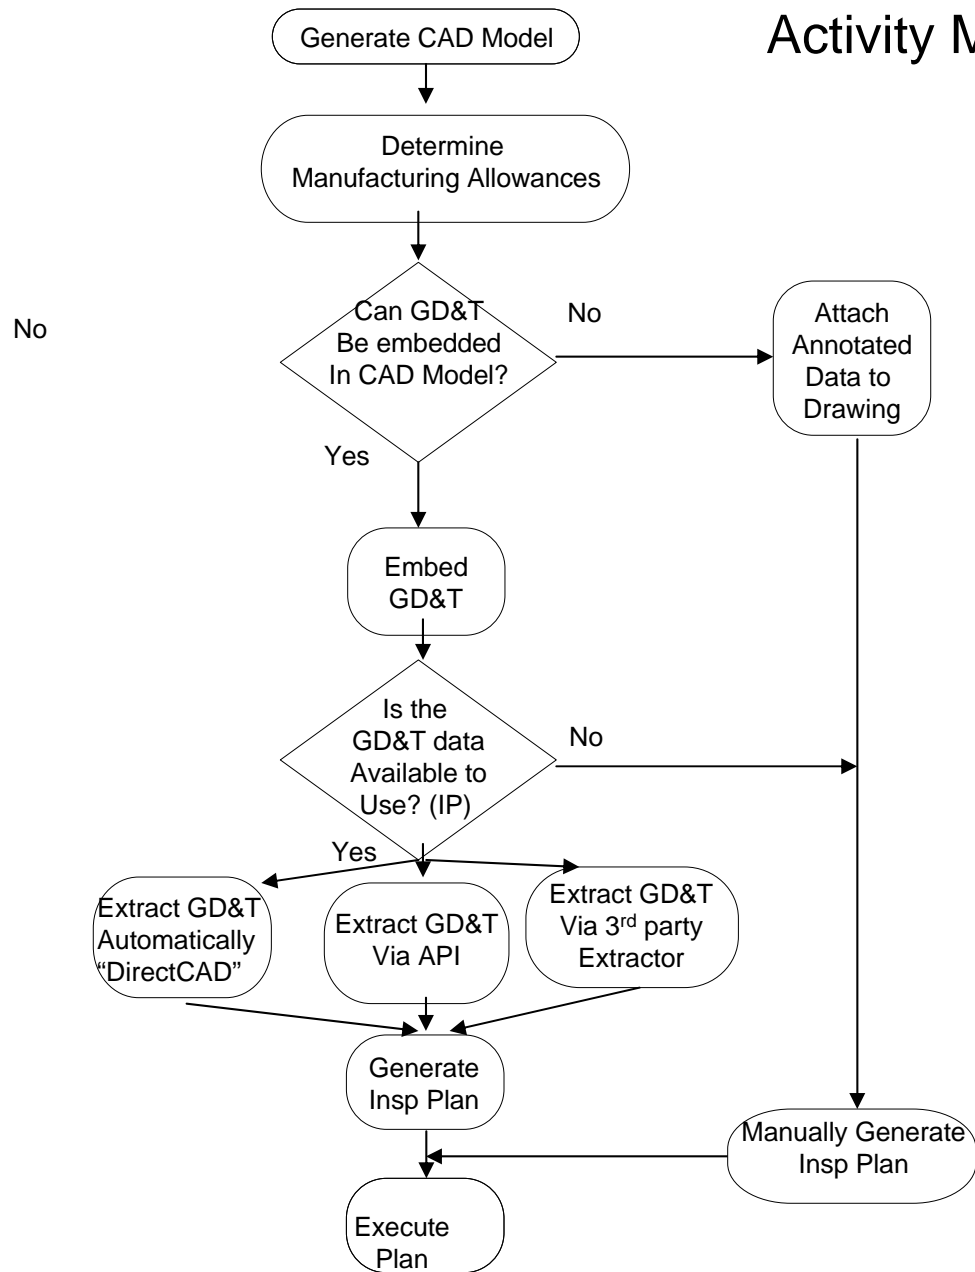 Activity M
Generate CAD Model
Determine
Manufacturing Allowances
Can GD&T
Be embedded
In CAD Model?
No
No
Attach
Annotated
Data to
Drawing
Yes
Embed
GD&T
Is the
GD&T data
Available to
Use? (IP)
No
Yes
Extract GD&T
Automatically
“DirectCAD”
Extract GD&T
Via API
Extract GD&T
Via 3rd party
Extractor
Generate
Insp Plan
Manually Generate
Insp Plan
Execute
Plan